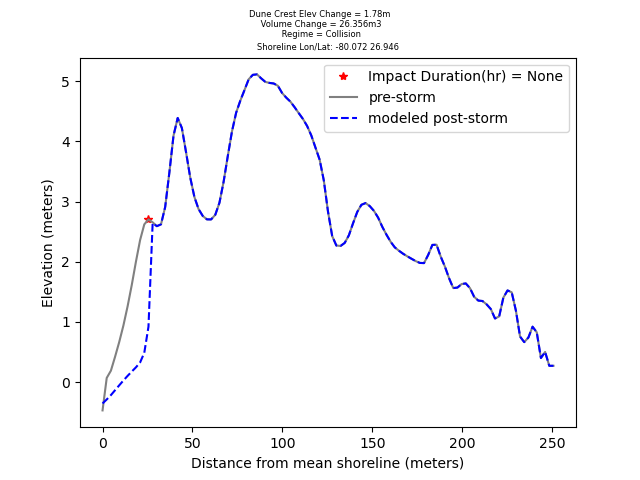 Dune Crest Elev Change = 1.78m
Volume Change = 26.356m3
Regime = Collision
Shoreline Lon/Lat: -80.072 26.946
Impact Duration(hr) = None
pre-storm
modeled post-storm
5
4
3
2
1
0
Elevation (meters)
0 50 100 150 200 250
Distance from mean shoreline (meters)